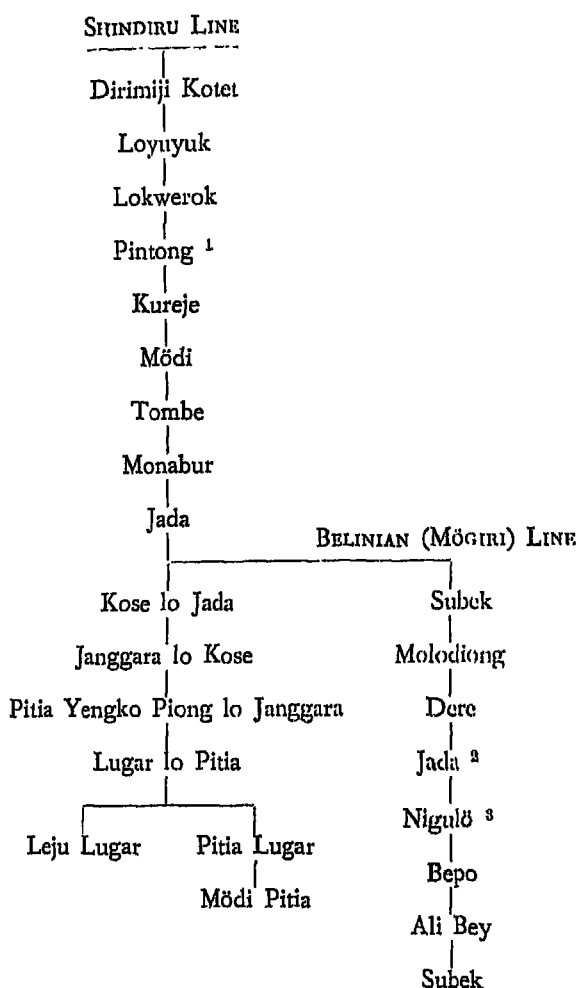 SHINDIRU LINE
Dirimiji Kotet
Loyuyuk
Lokwerok
Pintong ¹
Kureje
Mödi
Tombe
Monabur
Jada
BELINIAN (MÖGIRI) LINE
Kose lo Jada Subek
Janggara lo Kose Molodiong
Pitia Yengko Piong lo Janggara Dere
Lugar lo Pitia Jada ²
Nigulö ³
Leju Lugar Pitia Lugar
Bepo
Mödi Pitia
Ali Bey
Subek